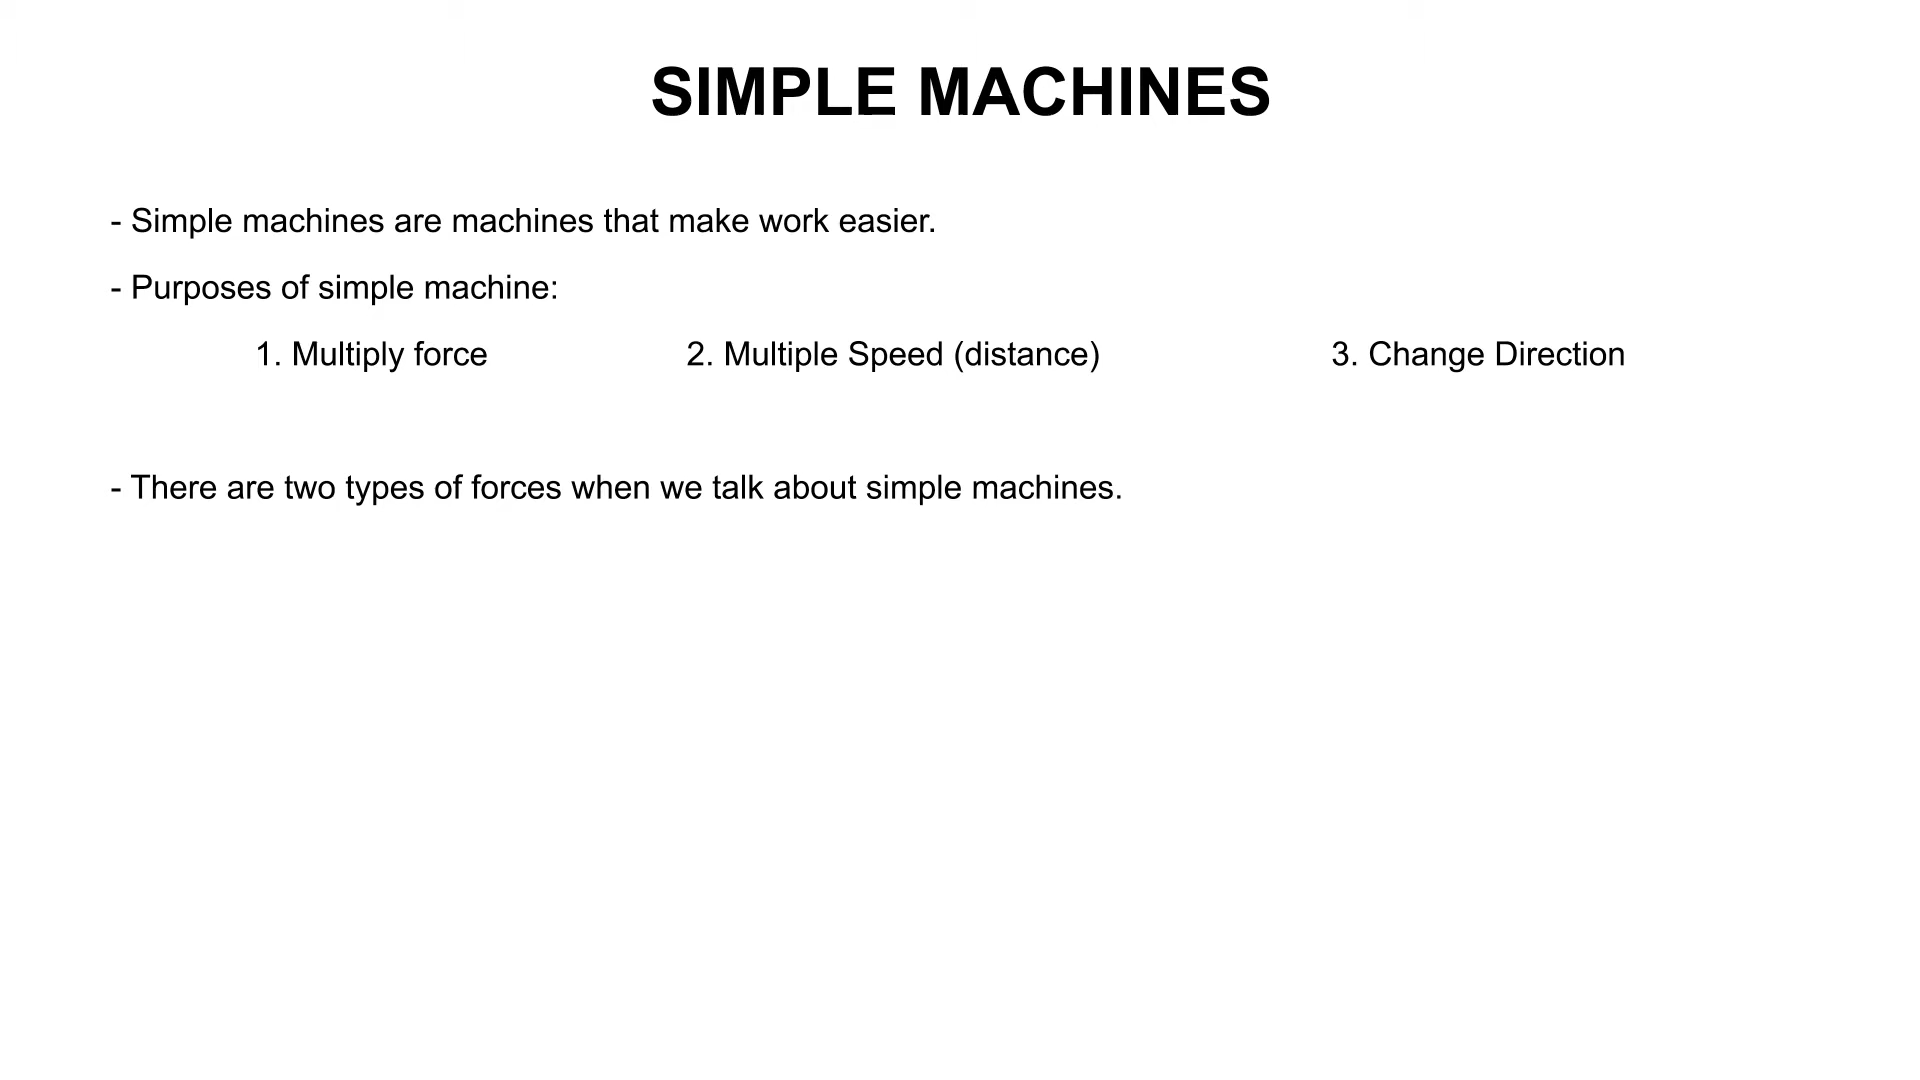 SIMPLE MACHINES
- Simple machines are machines that make work easier.
- Purposes of simple machine:
1. Multiply force 2. Multiple Speed (distance) 3. Change Direction
- There are two types of forces when we talk about simple machines.